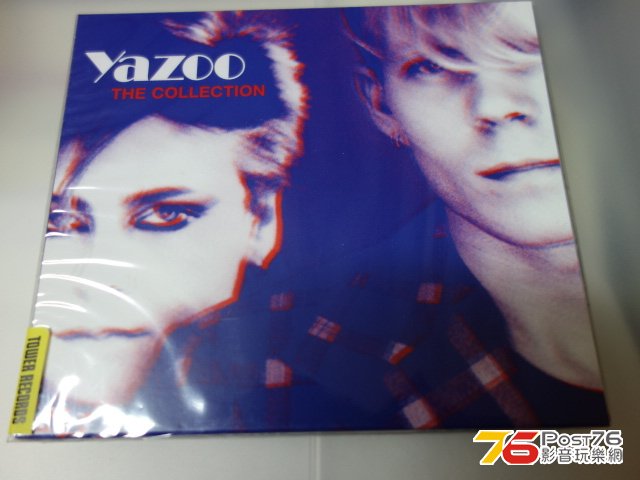 yazoo
THE COLLECTION
TOWER RECORDS
76 Post76
影音玩樂網